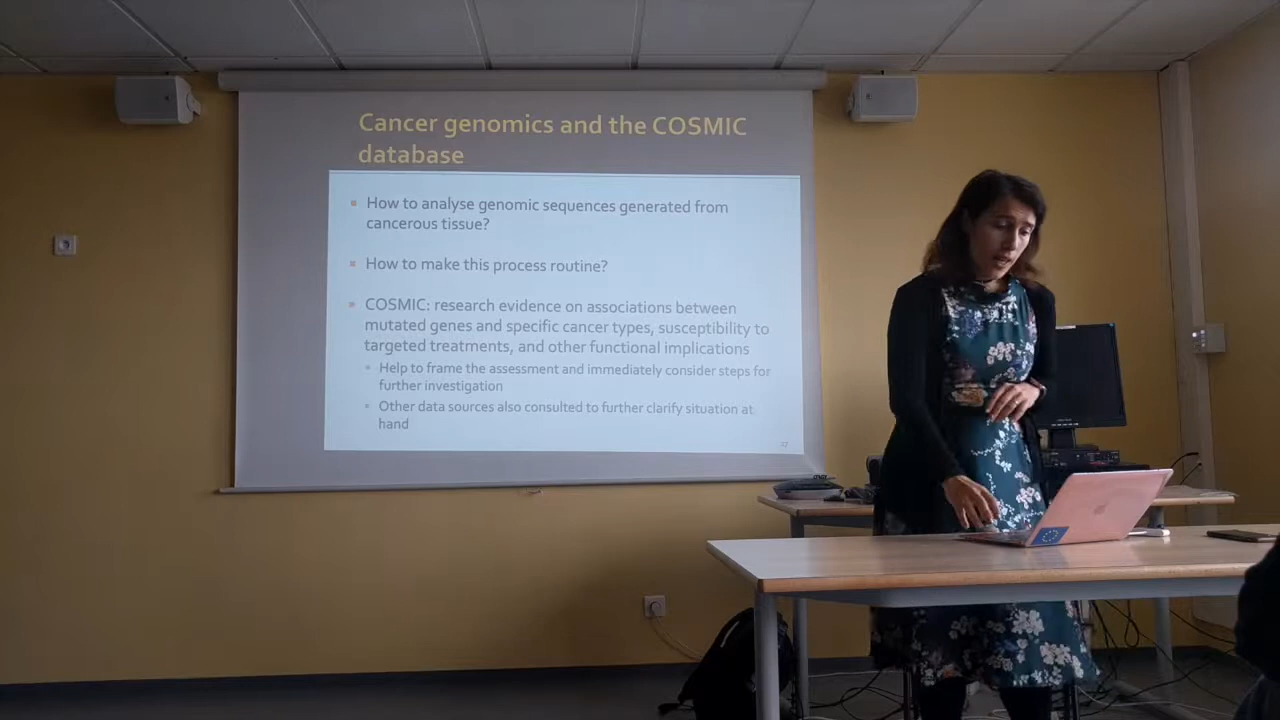 Cancer genomics and the COSMIC
database
How to analyse genomic sequences generated from
cancerous tissue?
How to make this process routine?
COSMIC: research evidence on associations between
mutated genes and specific cancer types, susceptibility to
targeted treatments, and other functional implications
Help to frame the assessment and immediately consider steps for
further investigation
Other data sources also consulted to further clarify situation at
hand